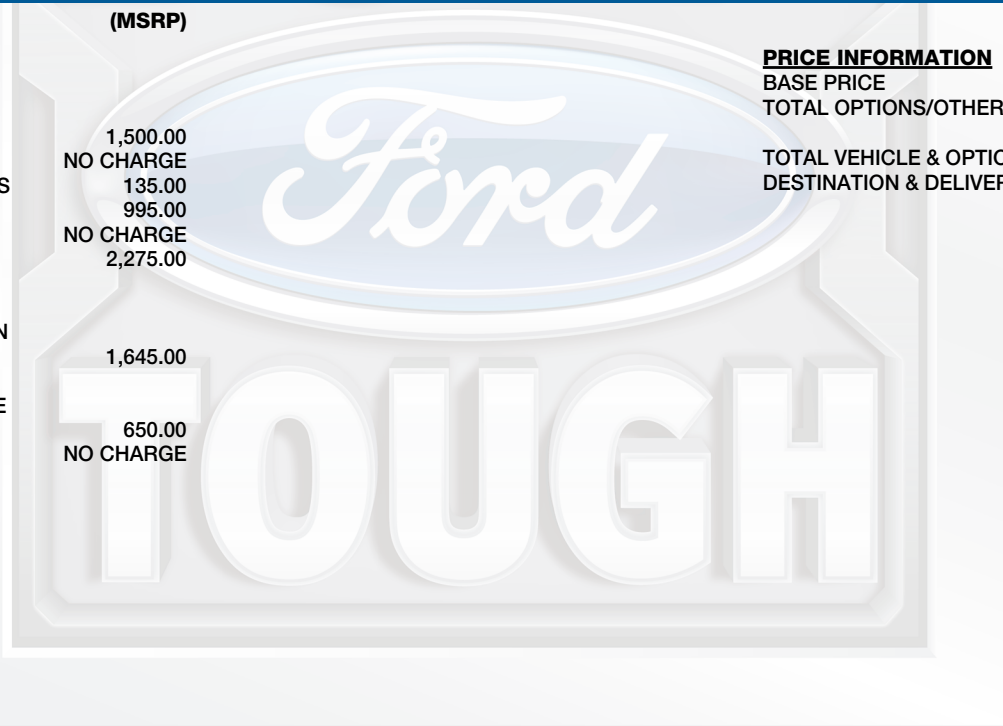 (MSRP)
PRICE INFORMATION
BASE PRICE
TOTAL OPTIONS/OTHER
1,500.00
NO CHARGE
TOTAL VEHICLE & OPTIO
S 135.00
DESTINATION & DELIVER
995.00
NO CHARGE
2,275.00
N
1,645.00
E
650.00
NO CHARGE
Ford
TOUGH